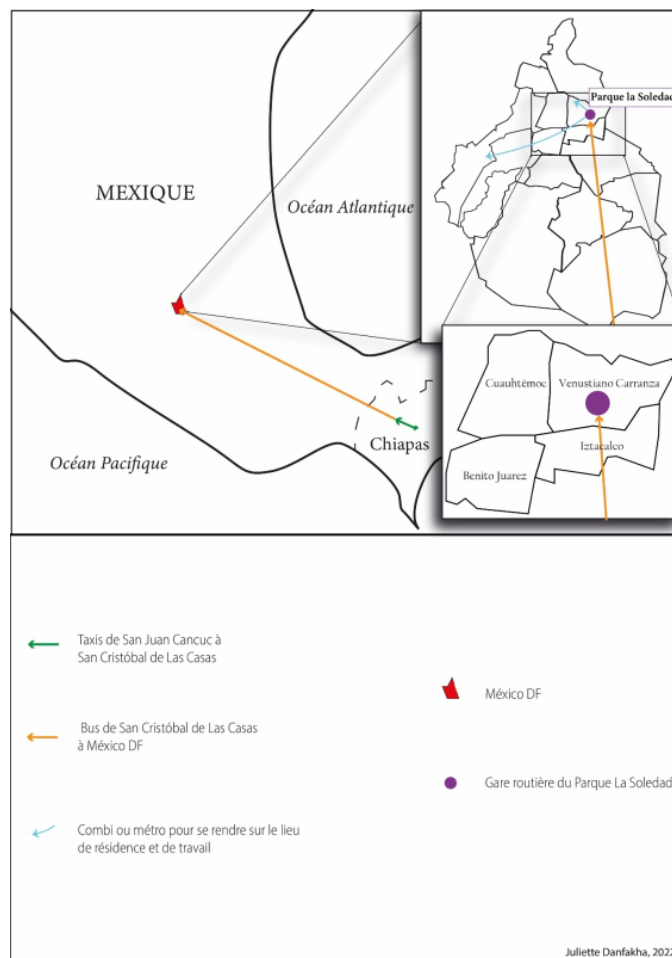 Parque la Soledad
MEXIQUE
Océan Atlantique
Cuauhtémoc
Venustiano Carranza
Iztacalco
Benito Juarez
Chiapas
Océan Pacifique
Taxis de San Juan Cancuc à
San Cristóbal de Las Casas
México DF
Bus de San Cristóbal de Las Casas
à México DF
Gare routière du Parque La Soledad
Combi ou métro pour se rendre sur le lieu
de résidence et de travail
Juliette Danfakha, 2022